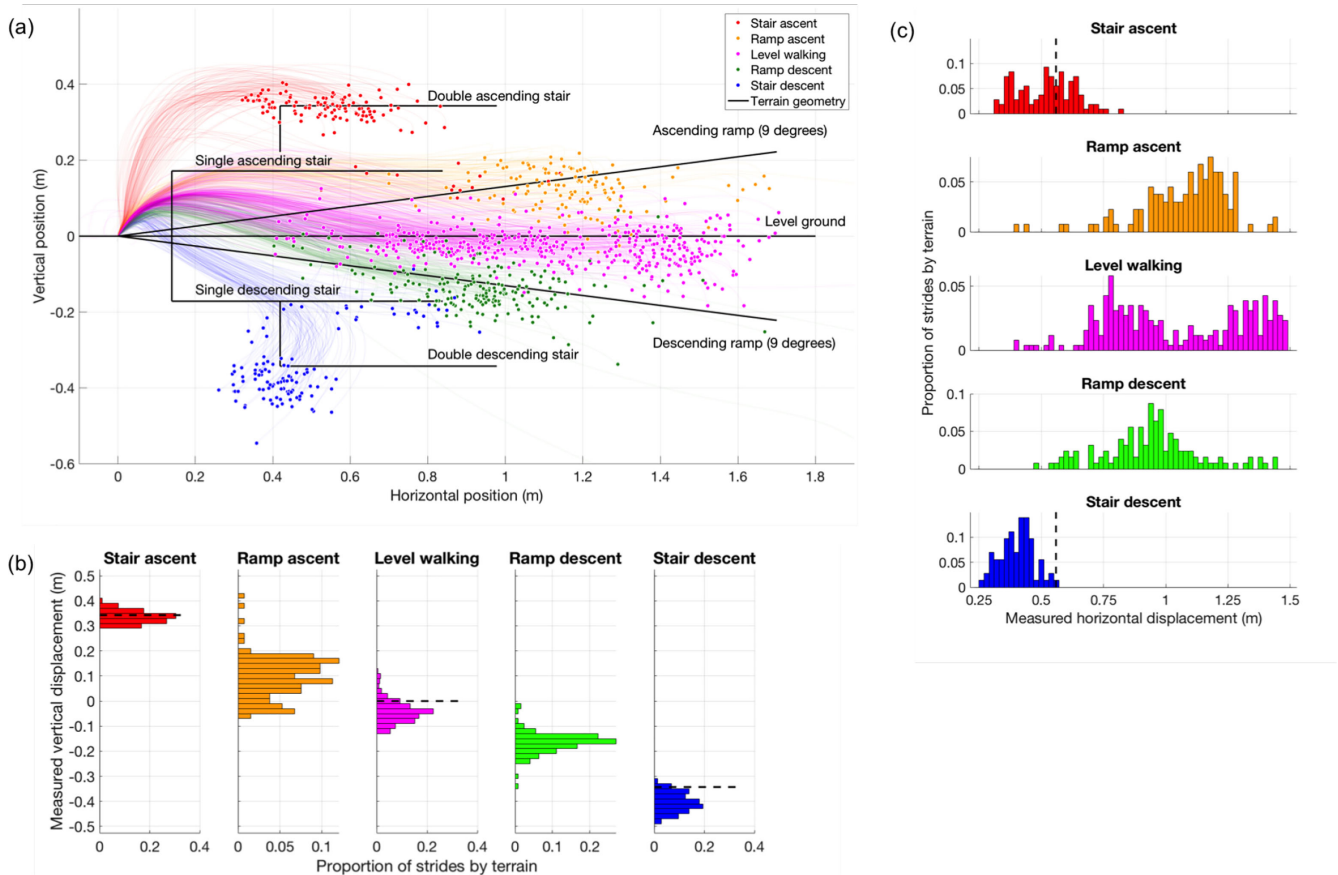 (a)
Stair ascent
Ramp ascent
Level walking
Ramp descent
Stair descent
Terrain geometry
Double ascending stair
Ascending ramp (9 degrees)
Single ascending stair
Level ground
Single descending stair
Double descending stair
Descending ramp (9 degrees)
Vertical position (m)
0.4
0.2
0
-0.2
-0.4
-0.6
0 0.2 0.4 0.6 0.8 1 1.2 1.4 1.6 1.8
Horizontal position (m)
(b)
Stair ascent Ramp ascent Level walking Ramp descent Stair descent
Measured vertical displacement (m)
0.5
0.4
0.3
0.2
0.1
0
-0.1
-0.2
-0.3
-0.4
-0.5
0 0.2 0.4 0 0.05 0.1 0 0.2 0.4 0 0.1 0.2 0 0.2 0.4
Proportion of strides by terrain
(c)
Stair ascent
0.1
0.05
0
Ramp ascent
0.05
0
Level walking
0.05
0
Ramp descent
0.1
0.05
0
Stair descent
0.1
0.05
0
0.25 0.5 0.75 1 1.25 1.5
Measured horizontal displacement (m)
Proportion of strides by terrain